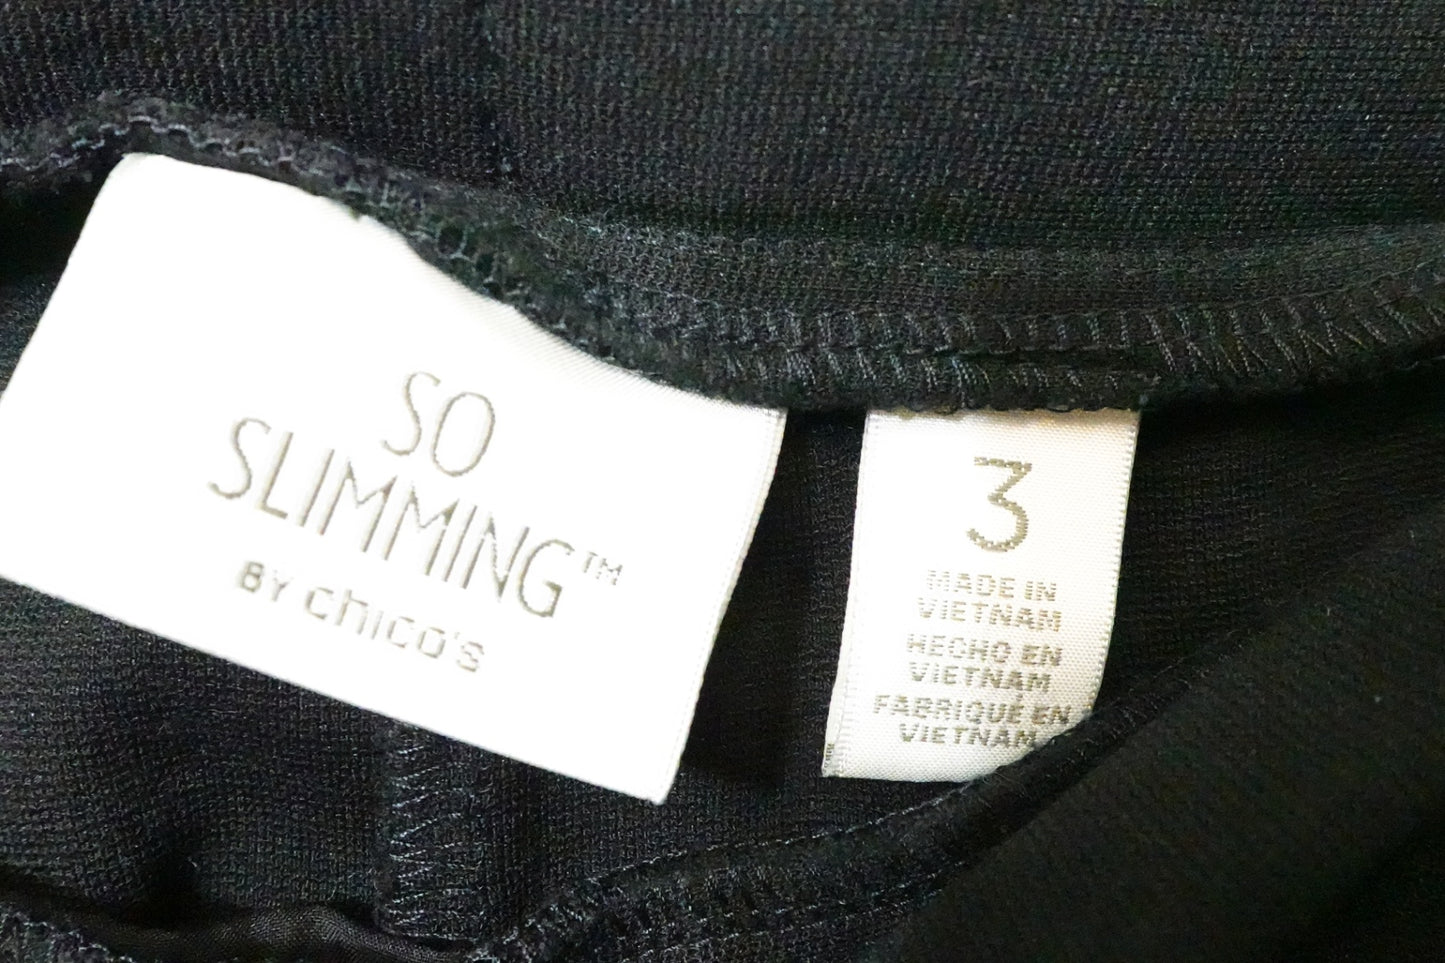 SO
SLIMMING™
BY chico's
3
MADE IN
VIETNAM
HECHO EN
VIETNAM
FABRIQUÉ EN
VIETNAM